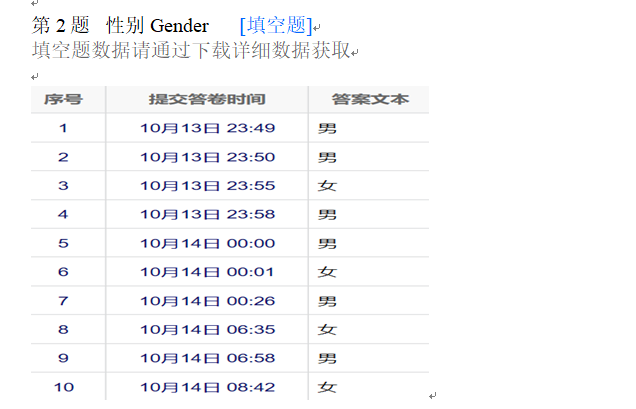 第 2 题 性别 Gender [填空题]
填空题数据请通过下载详细数据获取
序号 提交答卷时间 答案文本
1 10月13日 23:49 男
2 10月13日 23:50 男
3 10月13日 23:55 女
4 10月13日 23:58 男
5 10月14日 00:00 男
6 10月14日 00:01 女
7 10月14日 00:26 男
8 10月14日 06:35 女
9 10月14日 06:58 男
10 10月14日 08:42 女